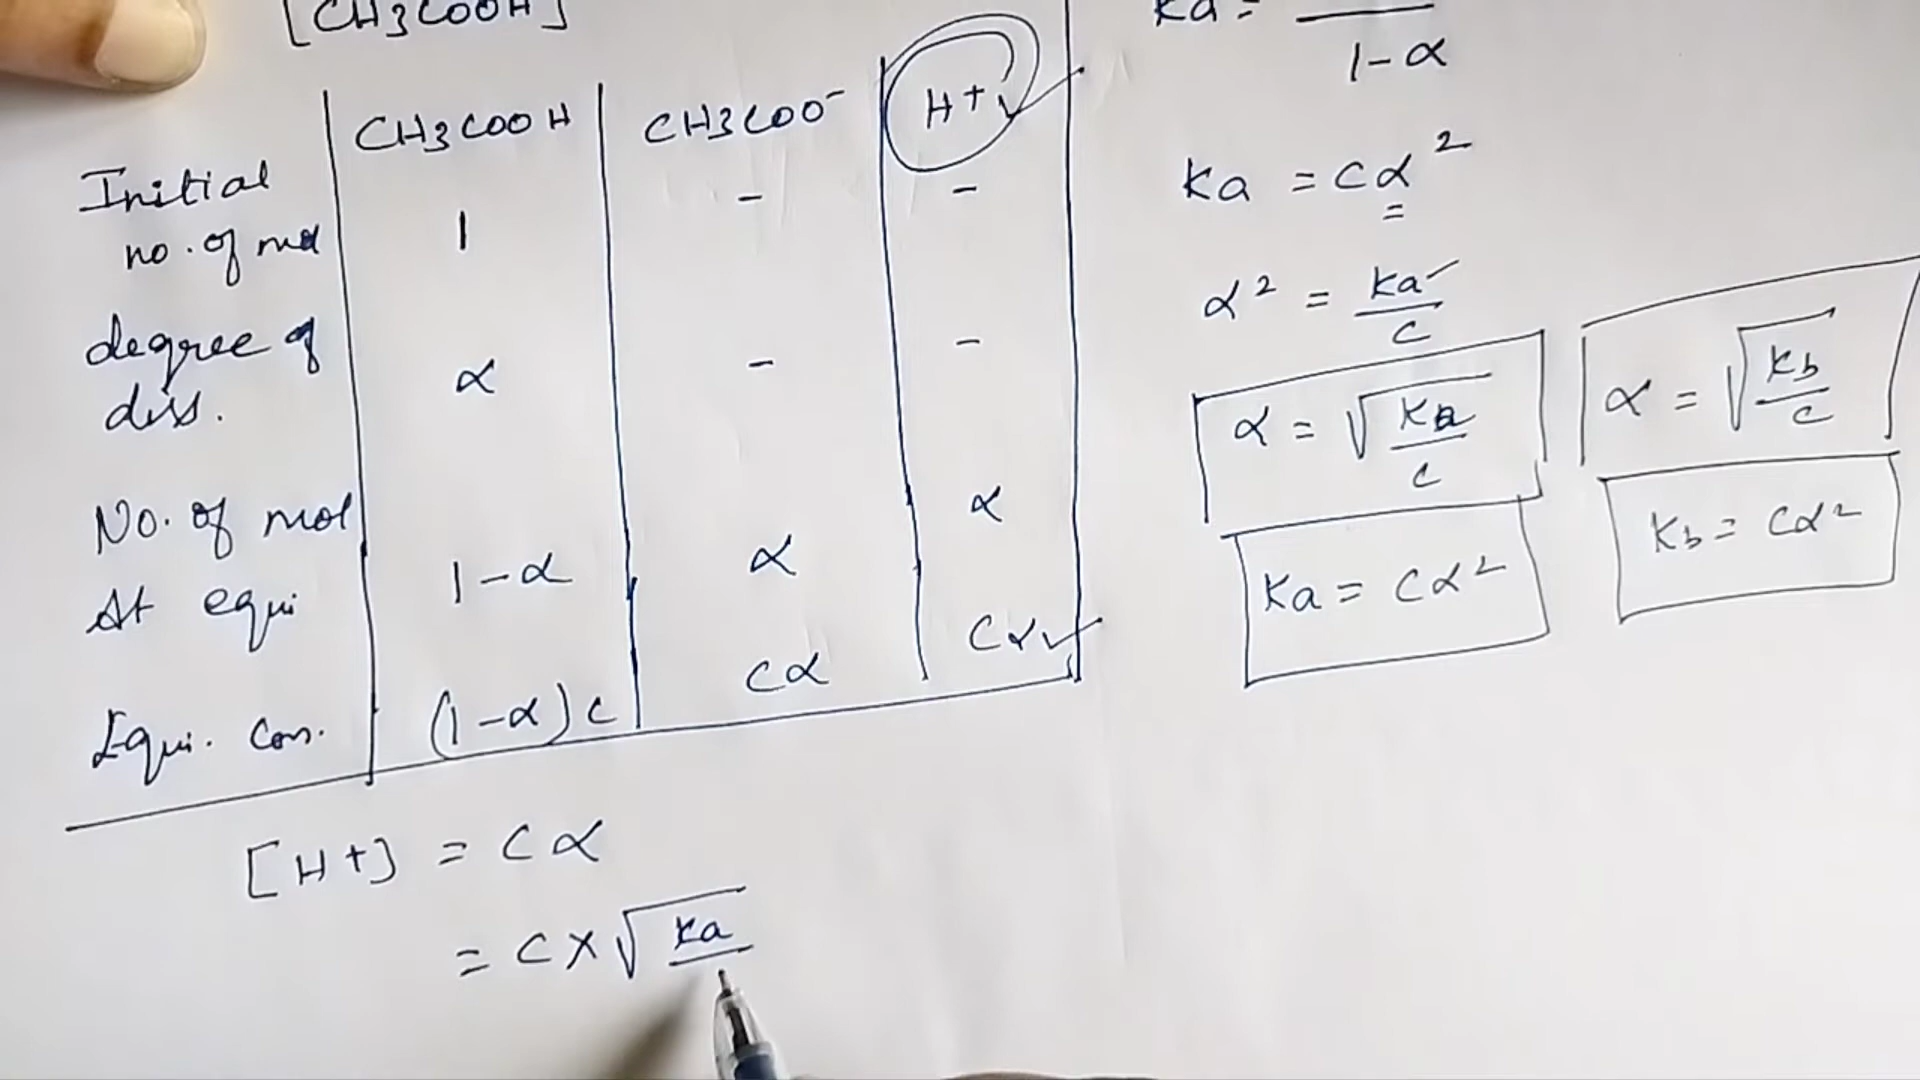 [CH3COOH]
CH3COOH CH3COO⁻ H+
Initial
no. of mol 1 - -
degree of
diss. α - -
No. of mol
At equi 1-α α α
Equi. Con. (1-α)c cα cα
[H+] = cα
= c×√ka
ka =
1-α
ka = cα²
α² = ka/c
α = √ka/c
ka = cα²
α = √kb/c
kb = cα²